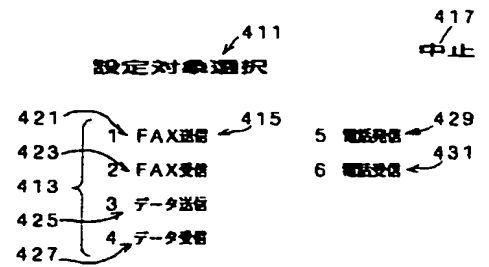 417
411
中止
設定対象選択
421
1 FAX送信
415
5 電話発信
429
423
2 FAX受信
6 電話受信
431
413
3 データ送信
425
4 データ受信
427